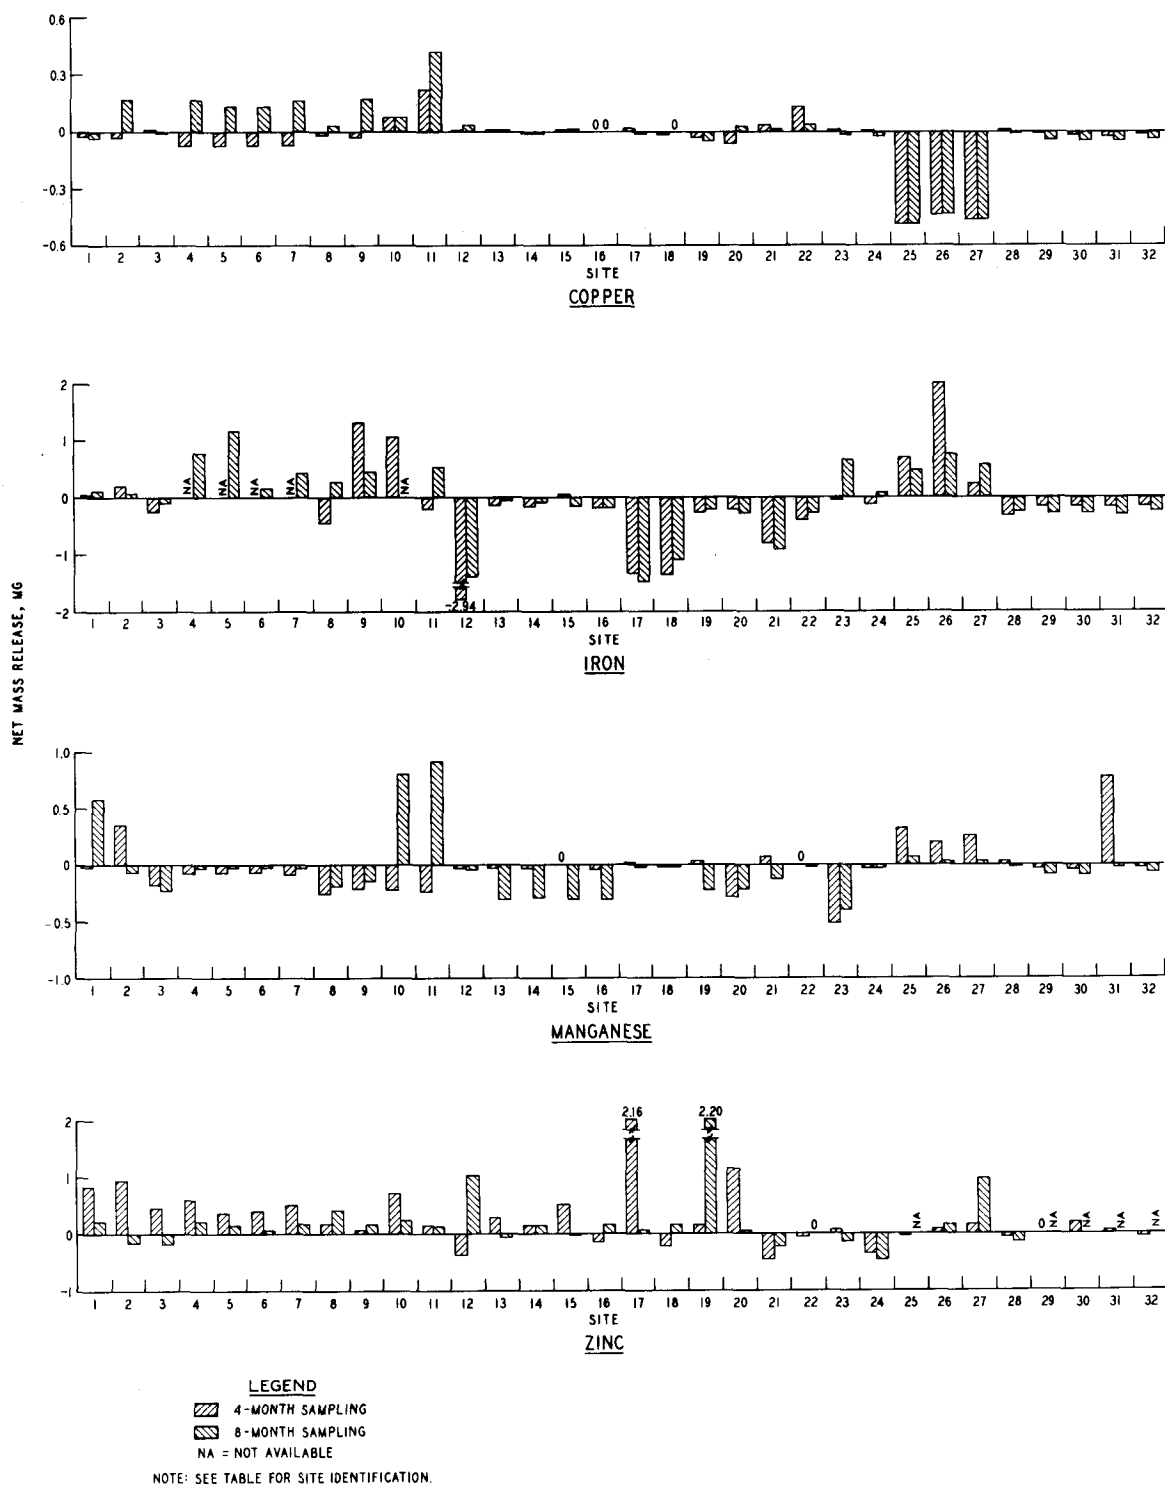 0.6
0.3
0
0 0
0
-0.3
-0.6
1 2 3 4 5 6 7 8 9 10 11 12 13 14 15 16 17 18 19 20 21 22 23 24 25 26 27 28 29 30 31 32
SITE
COPPER
NET MASS RELEASE, MG
2
1
NA NA NA NA NA
0
-1
-2
-2.94
1 2 3 4 5 6 7 8 9 10 11 12 13 14 15 16 17 18 19 20 21 22 23 24 25 26 27 28 29 30 31 32
SITE
IRON
1.0
0.5
0
0 0
-0.5
-1.0
1 2 3 4 5 6 7 8 9 10 11 12 13 14 15 16 17 18 19 20 21 22 23 24 25 26 27 28 29 30 31 32
SITE
MANGANESE
2.16 2.20
2
1
0 NA 0 NA NA NA NA
0
-1
1 2 3 4 5 6 7 8 9 10 11 12 13 14 15 16 17 18 19 20 21 22 23 24 25 26 27 28 29 30 31 32
SITE
ZINC
LEGEND
4-MONTH SAMPLING
8-MONTH SAMPLING
NA = NOT AVAILABLE
NOTE: SEE TABLE FOR SITE IDENTIFICATION.